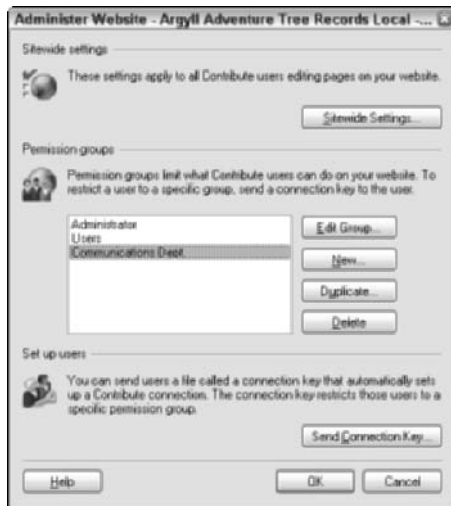 Administer Website - Argyll Adventure Tree Records Local -...
Sitewide settings
These settings apply to all Contribute users editing pages on your website.
Sitewide Settings...
Permission groups
Permission groups limit what Contribute users can do on your website. To
restrict a user to a specific group, send a connection key to the user.
Administrator
Users
Communications Dept.
Edit Group...
New...
Duplicate...
Delete
Set up users
You can send users a file called a connection key that automatically sets
up a Contribute connection. The connection key restricts those users to a
specific permission group.
Send Connection Key...
Help
OK
Cancel